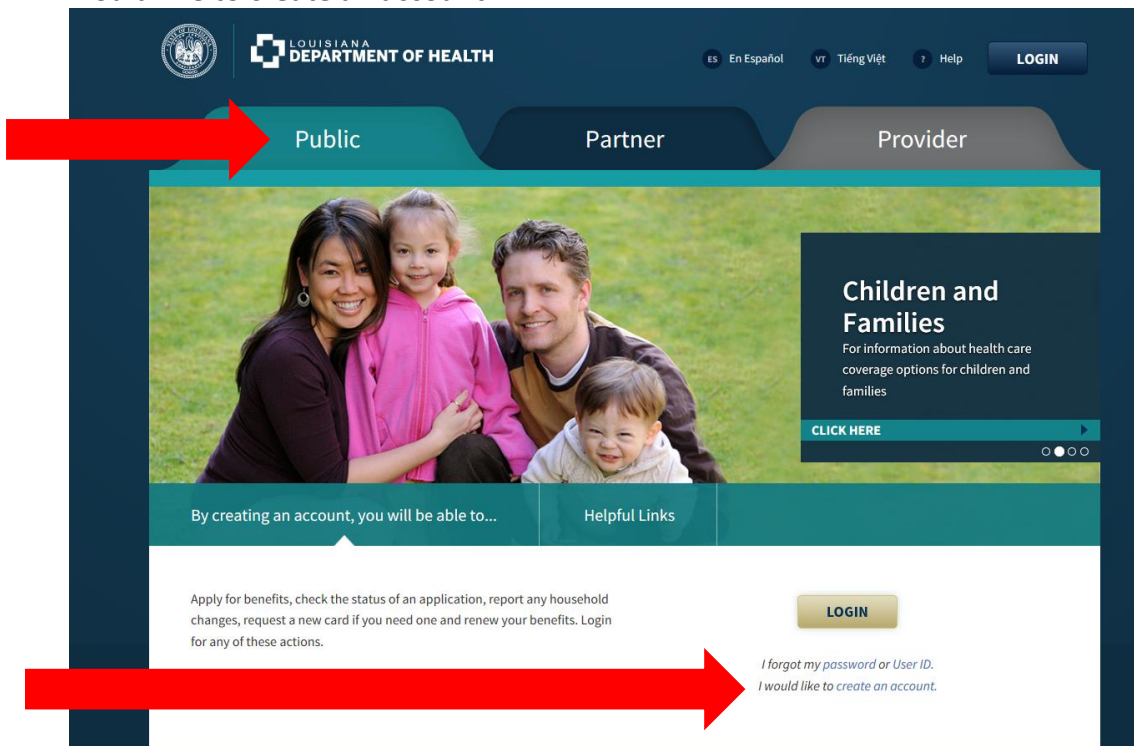 LOUISIANA
DEPARTMENT OF HEALTH
ES En Español
VT Tiếng Việt
? Help
LOGIN
Public
Partner
Provider
Children and
Families
For information about health care
coverage options for children and
families
CLICK HERE
By creating an account, you will be able to...
Helpful Links
Apply for benefits, check the status of an application, report any household
changes, request a new card if you need one and renew your benefits. Login
for any of these actions.
LOGIN
I forgot my password or User ID.
I would like to create an account.